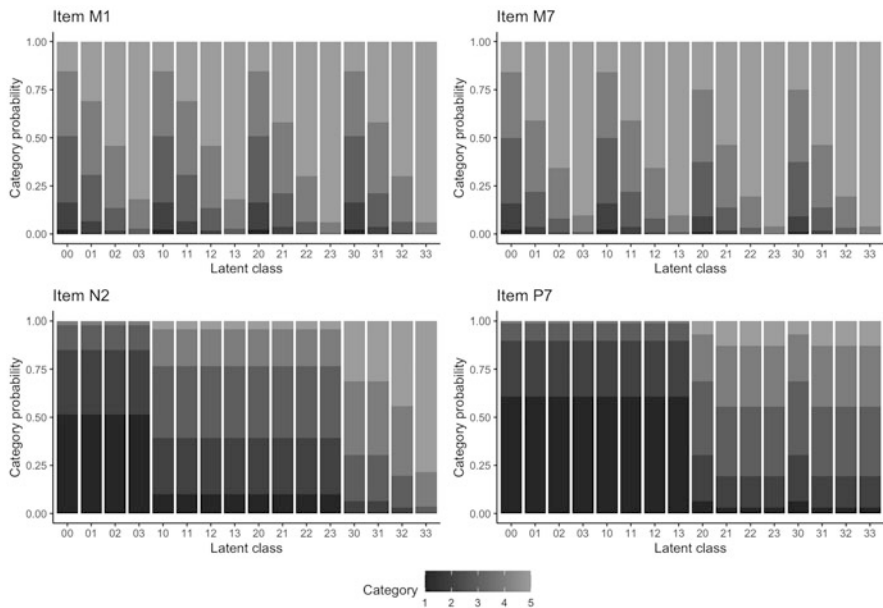 Item M1
Category probability
1.00
0.75
0.50
0.25
0.00
00 01 02 03 10 11 12 13 20 21 22 23 30 31 32 33
Latent class
Item M7
Category probability
1.00
0.75
0.50
0.25
0.00
00 01 02 03 10 11 12 13 20 21 22 23 30 31 32 33
Latent class
Item N2
Category probability
1.00
0.75
0.50
0.25
0.00
00 01 02 03 10 11 12 13 20 21 22 23 30 31 32 33
Latent class
Item P7
Category probability
1.00
0.75
0.50
0.25
0.00
00 01 02 03 10 11 12 13 20 21 22 23 30 31 32 33
Latent class
Category
1 2 3 4 5